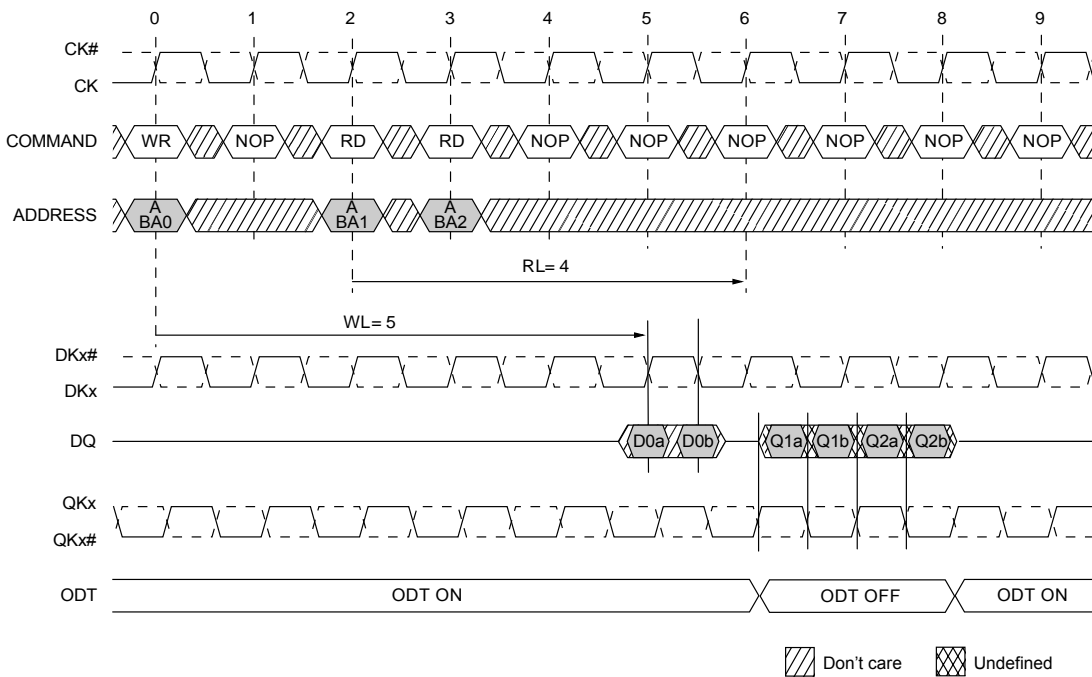 0 1 2 3 4 5 6 7 8 9
CK#
CK
COMMAND WR NOP RD RD NOP NOP NOP NOP NOP NOP
ADDRESS A BA0 A BA1 A BA2
RL= 4
WL= 5
DKx#
DKx
DQ D0a D0b Q1a Q1b Q2a Q2b
QKx
QKx#
ODT ODT ON ODT OFF ODT ON
Don't care Undefined